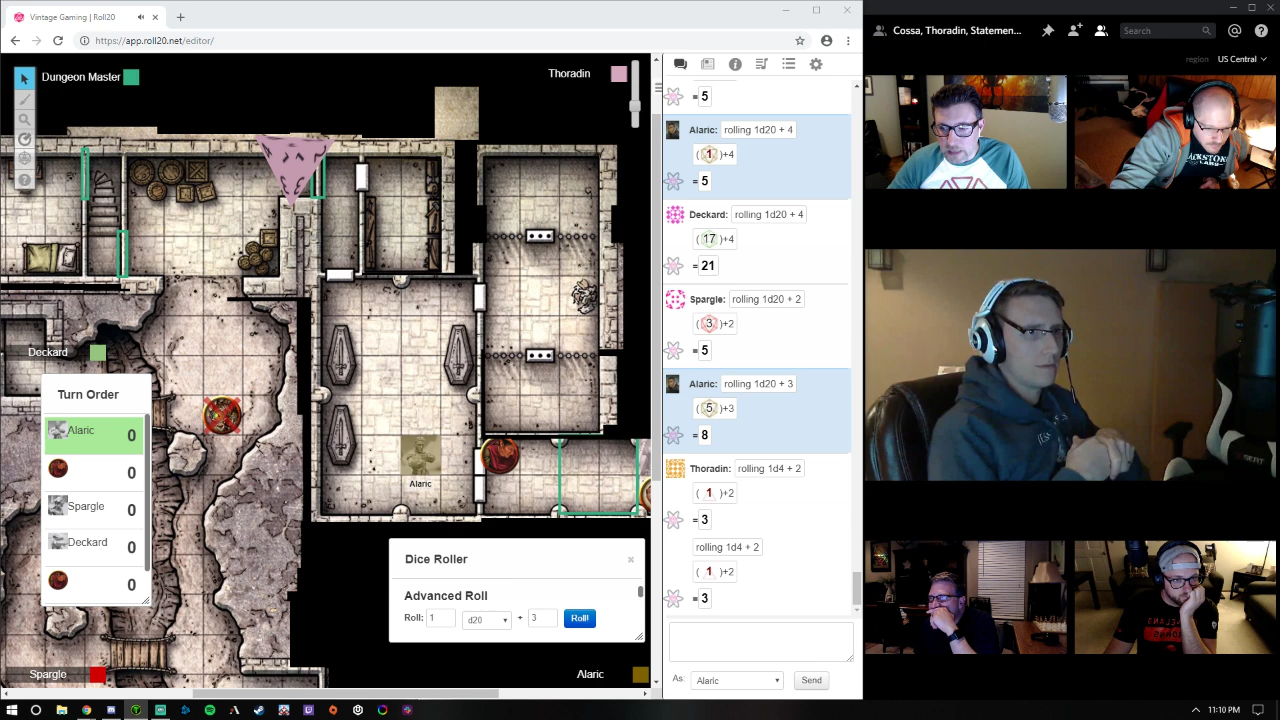 Vintage Gaming | Roll20
https://app.roll20.net/editor/
Dungeon Master
Thoradin
Deckard
Turn Order
Alaric 0
0
Spargle 0
Deckard 0
0
Alaric
Dice Roller
Advanced Roll
Roll: 1 d20 + 3 Roll!
Spargle
Alaric
= 5
Alaric: rolling 1d20 + 4
(1)+4
= 5
Deckard: rolling 1d20 + 4
(17)+4
= 21
Spargle: rolling 1d20 + 2
(3)+2
= 5
Alaric: rolling 1d20 + 3
(5)+3
= 8
Thoradin: rolling 1d4 + 2
(1)+2
= 3
rolling 1d4 + 2
(1)+2
= 3
As: Alaric Send
Cossa, Thoradin, Statemen...
Search
region US Central
11:10 PM